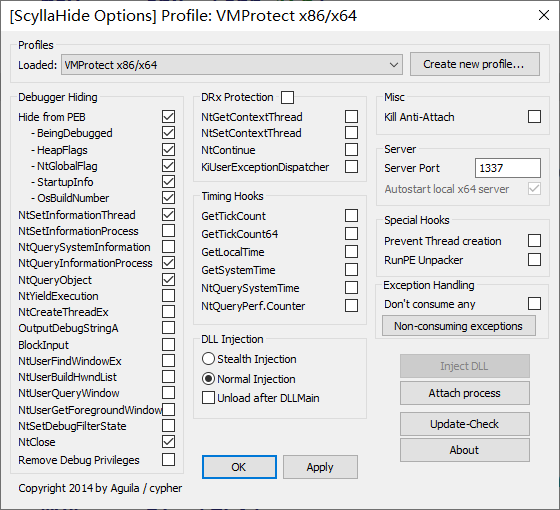 [ScyllaHide Options] Profile: VMProtect x86/x64
Profiles
Loaded: VMProtect x86/x64 Create new profile...
Debugger Hiding
Hide from PEB
- BeingDebugged
- HeapFlags
- NtGlobalFlag
- StartupInfo
- OsBuildNumber
NtSetInformationThread
NtSetInformationProcess
NtQuerySystemInformation
NtQueryInformationProcess
NtQueryObject
NtYieldExecution
NtCreateThreadEx
OutputDebugStringA
BlockInput
NtUserFindWindowEx
NtUserBuildHwndList
NtUserQueryWindow
NtUserGetForegroundWindow
NtSetDebugFilterState
NtClose
Remove Debug Privileges
DRx Protection
NtGetContextThread
NtSetContextThread
NtContinue
KiUserExceptionDispatcher
Timing Hooks
GetTickCount
GetTickCount64
GetLocalTime
GetSystemTime
NtQuerySystemTime
NtQueryPerf.Counter
DLL Injection
Stealth Injection
Normal Injection
Unload after DLLMain
Misc
Kill Anti-Attach
Server
Server Port 1337
Autostart local x64 server
Special Hooks
Prevent Thread creation
RunPE Unpacker
Exception Handling
Don't consume any
Non-consuming exceptions
Inject DLL
Attach process
Update-Check
About
OK Apply
Copyright 2014 by Aguila / cypher